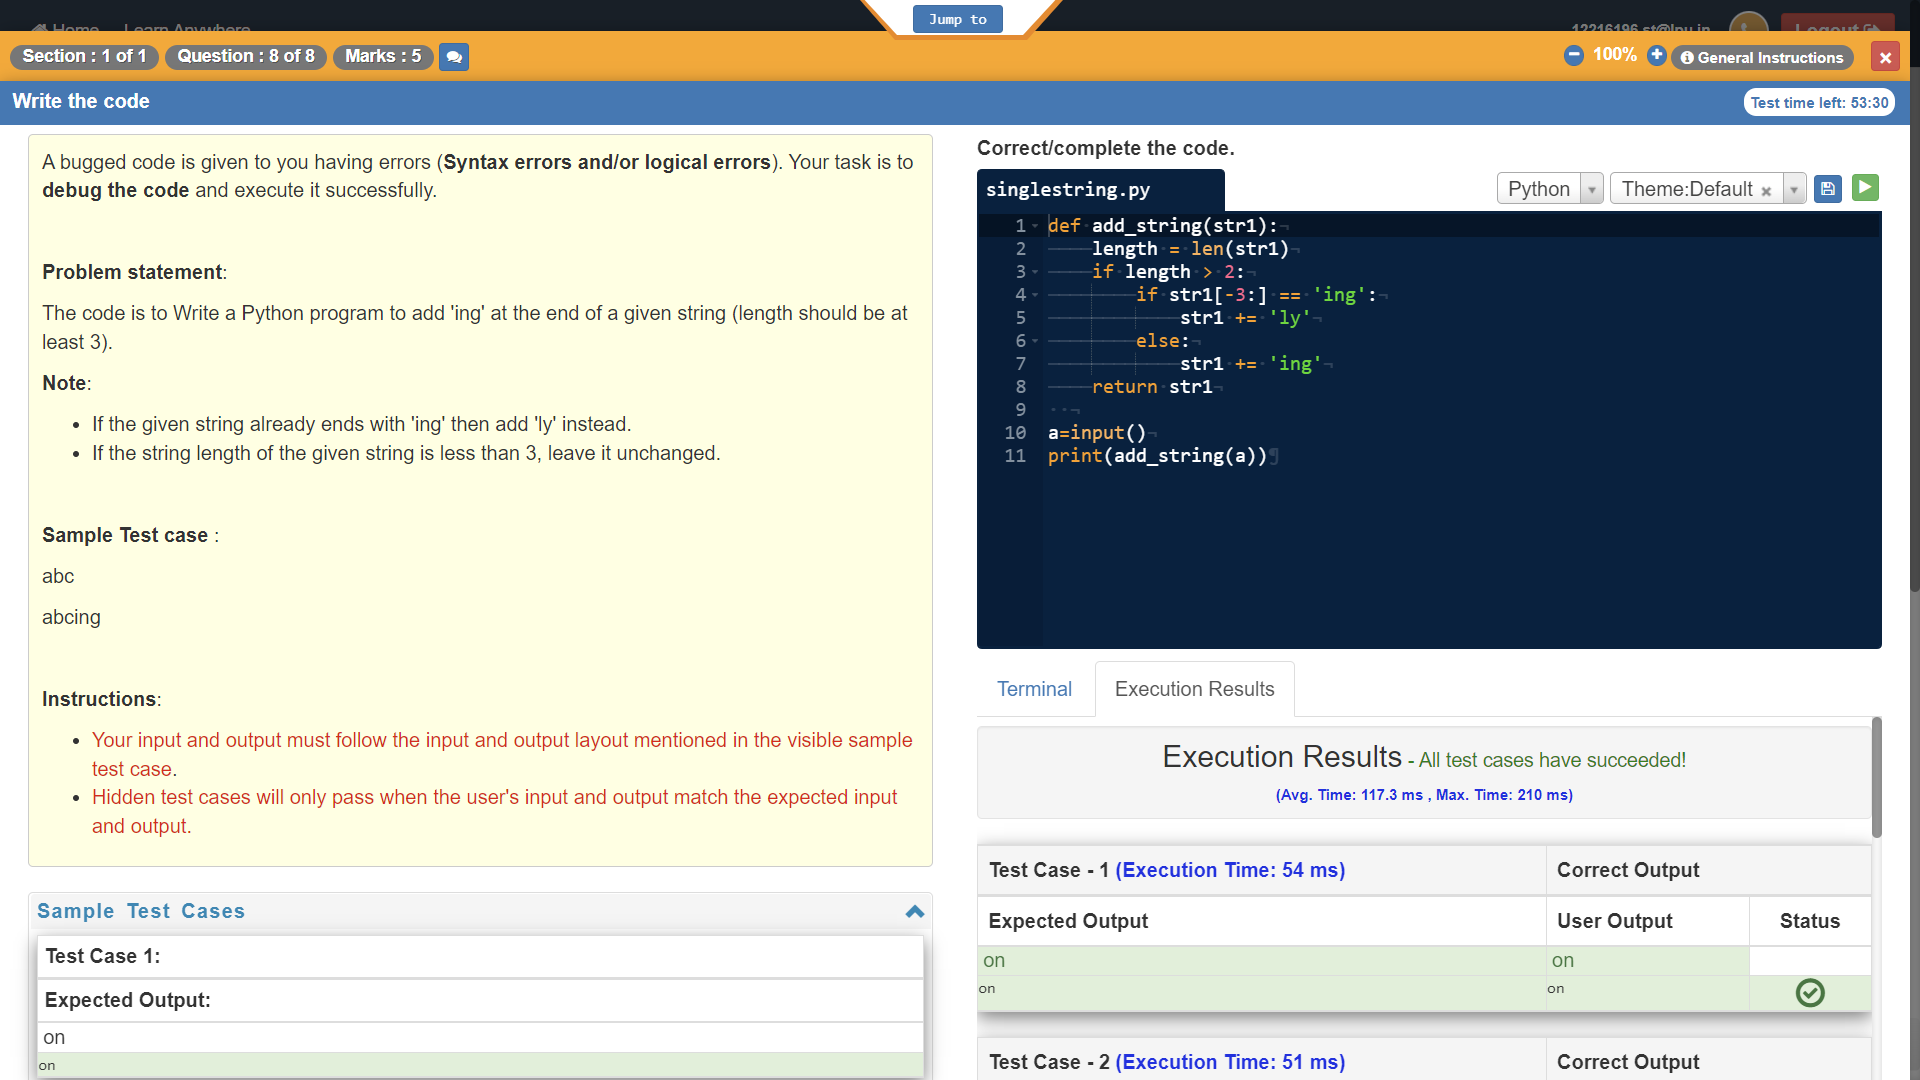 Home Learn Anywhere
Jump to
12216196.st@lpu.in
Logout
Section : 1 of 1 Question : 8 of 8 Marks : 5
100% General Instructions
Write the code
Test time left: 53:30
A bugged code is given to you having errors (Syntax errors and/or logical errors). Your task is to
debug the code and execute it successfully.
Problem statement:
The code is to Write a Python program to add 'ing' at the end of a given string (length should be at
least 3).
Note:
If the given string already ends with 'ing' then add 'ly' instead.
If the string length of the given string is less than 3, leave it unchanged.
Sample Test case :
abc
abcing
Instructions:
Your input and output must follow the input and output layout mentioned in the visible sample
test case.
Hidden test cases will only pass when the user's input and output match the expected input
and output.
Sample Test Cases
Test Case 1:
Expected Output:
on
on
Correct/complete the code.
singlestring.py
Python Theme:Default ×
1 def add_string(str1):
2 length = len(str1)
3 if length > 2:
4 if str1[-3:] == 'ing':
5 str1 += 'ly'
6 else:
7 str1 += 'ing'
8 return str1
9
10 a=input()
11 print(add_string(a))
Terminal Execution Results
Execution Results - All test cases have succeeded!
(Avg. Time: 117.3 ms , Max. Time: 210 ms)
Test Case - 1 (Execution Time: 54 ms) Correct Output
Expected Output User Output Status
on on
on on
Test Case - 2 (Execution Time: 51 ms) Correct Output